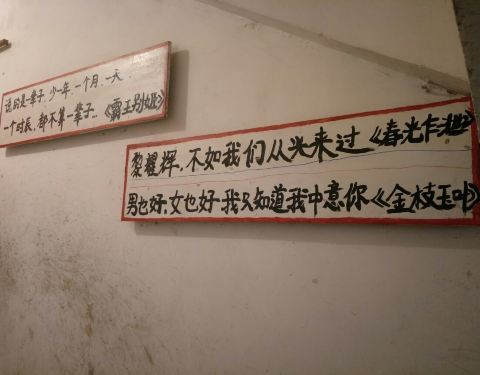 说的是一辈子,少一年、一个月、一天
一个时辰,都不算一辈子..《霸王别姬》
黎耀辉,不如我们从头来过《春光乍泄》
男也好,女也好 我只知道我中意你《金枝玉叶》